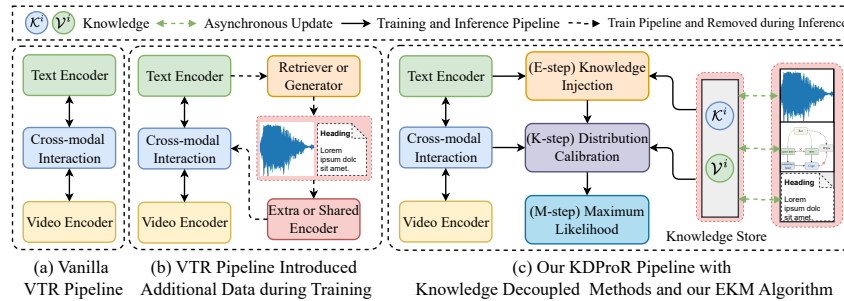 𝒦ⁱ 𝒱ⁱ Knowledge Asynchronous Update Training and Inference Pipeline Train Pipeline and Removed during Inference
Text Encoder
Cross-modal
Interaction
Video Encoder
(a) Vanilla
VTR Pipeline
Text Encoder
Retriever or
Generator
Cross-modal
Interaction
Heading
Lorem
ipsum dolc
sit amet.
Video Encoder
Extra or Shared
Encoder
(b) VTR Pipeline Introduced
Additional Data during Training
Text Encoder
(E-step) Knowledge
Injection
Cross-modal
Interaction
(K-step) Distribution
Calibration
Video Encoder
(M-step) Maximum
Likelihood
𝒦ⁱ
𝒱ⁱ
Knowledge Store
Heading
Lorem
ipsum dolc
sit amet.
(c) Our KDProR Pipeline with
Knowledge Decoupled Methods and our EKM Algorithm